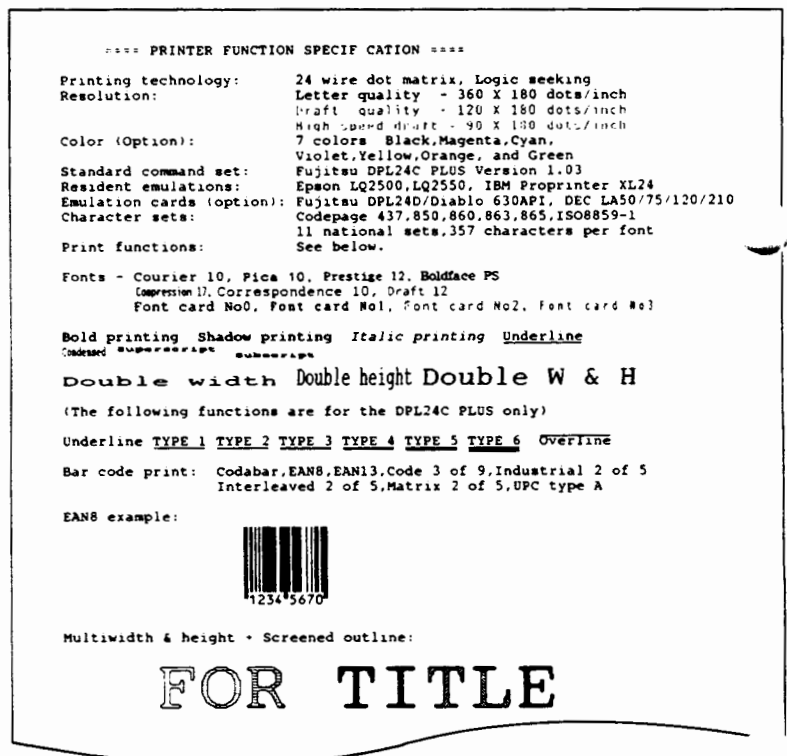 ==== PRINTER FUNCTION SPECIF CATION ====
Printing technology: 24 wire dot matrix, Logic seeking
Resolution: Letter quality - 360 X 180 dots/inch
Draft quality - 120 X 180 dots/inch
High speed draft - 90 X 180 dots/inch
Color (Option): 7 colors Black,Magenta,Cyan,
Violet,Yellow,Orange, and Green
Standard command set: Fujitsu DPL24C PLUS Version 1.03
Resident emulations: Epson LQ2500,LQ2550, IBM Proprinter XL24
Emulation cards (option): Fujitsu DPL24D/Diablo 630API, DEC LA50/75/120/210
Character sets: Codepage 437,850,860,863,865,ISO8859-1
11 national sets,357 characters per font
Print functions: See below.
Fonts - Courier 10, Pica 10, Prestige 12, Boldface PS
Compression 17, Correspondence 10, Draft 12
Font card No0, Font card No1, Font card No2, Font card No3
Bold printing Shadow printing Italic printing Underline
Condensed superscript subscript
Double width Double height Double W & H
(The following functions are for the DPL24C PLUS only)
Underline TYPE 1 TYPE 2 TYPE 3 TYPE 4 TYPE 5 TYPE 6 Overline
Bar code print: Codabar,EAN8,EAN13,Code 3 of 9,Industrial 2 of 5
Interleaved 2 of 5,Matrix 2 of 5,UPC type A
EAN8 example:
1234 5670
Multiwidth & height + Screened outline:
FOR TITLE